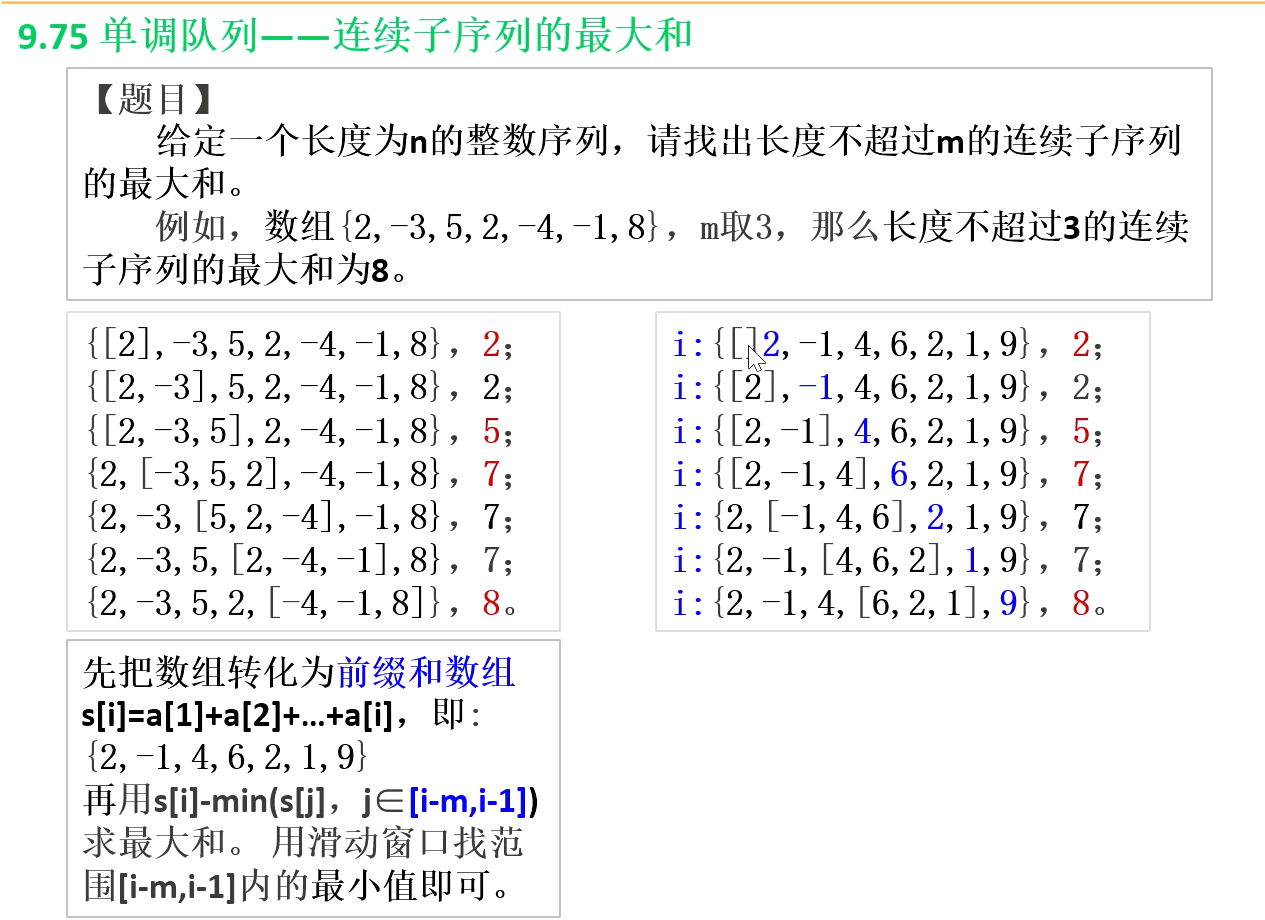 9.75 单调队列——连续子序列的最大和
【题目】
给定一个长度为n的整数序列，请找出长度不超过m的连续子序列
的最大和。
例如，数组{2,-3,5,2,-4,-1,8}，m取3，那么长度不超过3的连续
子序列的最大和为8。
{[2],-3,5,2,-4,-1,8}，2；
{[2,-3],5,2,-4,-1,8}，2；
{[2,-3,5],2,-4,-1,8}，5；
{2,[-3,5,2],-4,-1,8}，7；
{2,-3,[5,2,-4],-1,8}，7；
{2,-3,5,[2,-4,-1],8}，7；
{2,-3,5,2,[-4,-1,8]}，8。
i:{[]2,-1,4,6,2,1,9}，2；
i:{[2],-1,4,6,2,1,9}，2；
i:{[2,-1],4,6,2,1,9}，5；
i:{[2,-1,4],6,2,1,9}，7；
i:{2,[-1,4,6],2,1,9}，7；
i:{2,-1,[4,6,2],1,9}，7；
i:{2,-1,4,[6,2,1],9}，8。
先把数组转化为前缀和数组
s[i]=a[1]+a[2]+…+a[i]，即:
{2,-1,4,6,2,1,9}
再用s[i]-min(s[j]，j∈[i-m,i-1])
求最大和。 用滑动窗口找范
围[i-m,i-1]内的最小值即可。